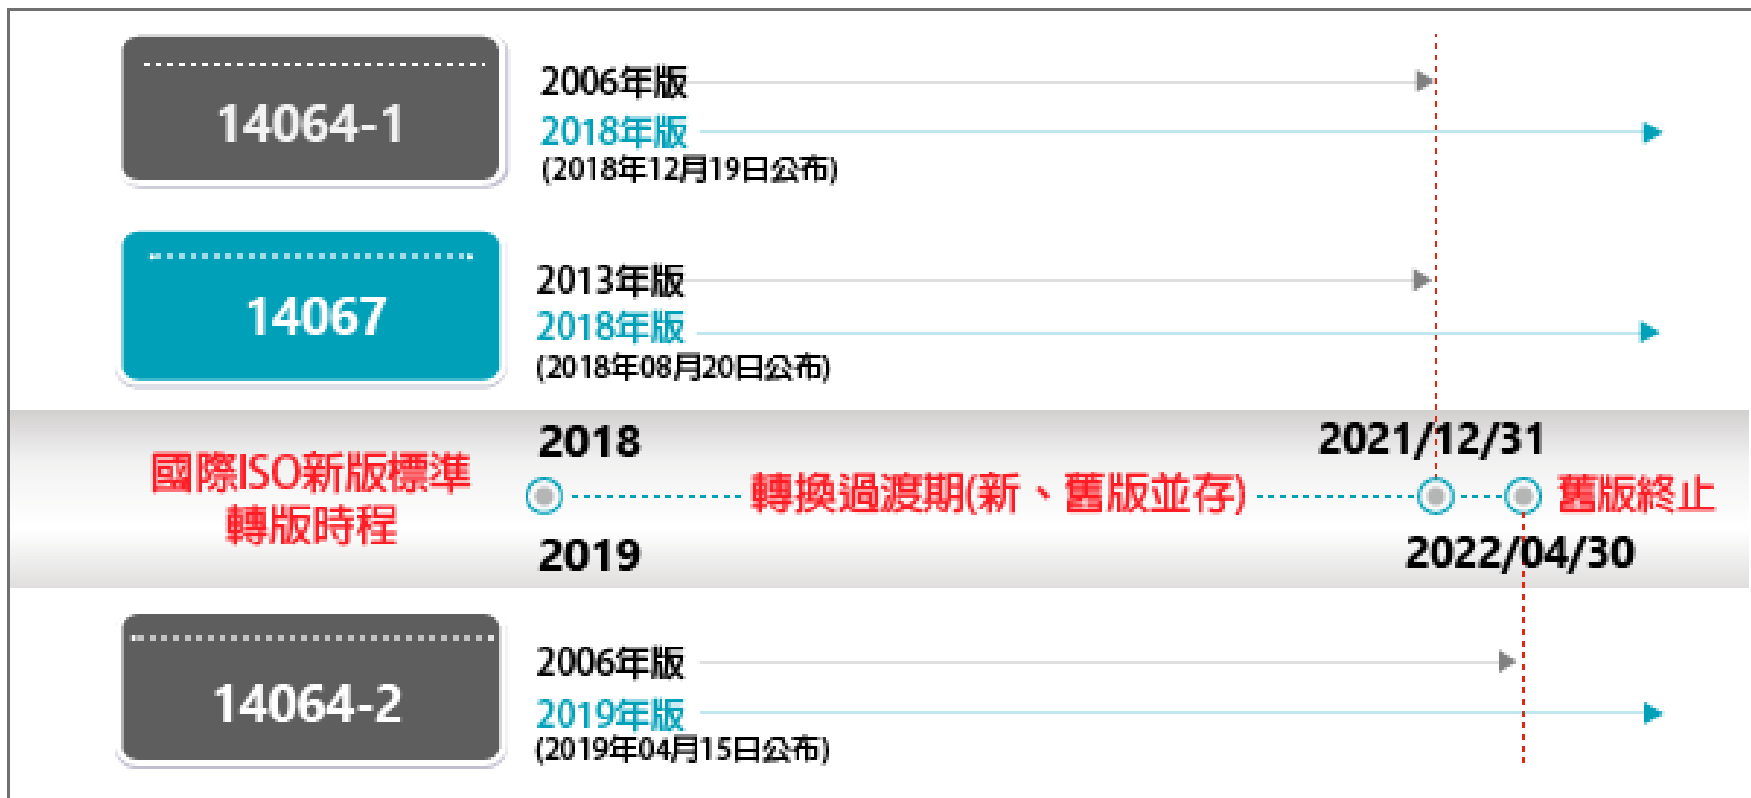 14064-1
2006年版
2018年版
(2018年12月19日公布)
14067
2013年版
2018年版
(2018年08月20日公布)
國際ISO新版標準
轉版時程
2018
2019
轉換過渡期(新、舊版並存)
2021/12/31
2022/04/30
舊版終止
14064-2
2006年版
2019年版
(2019年04月15日公布)